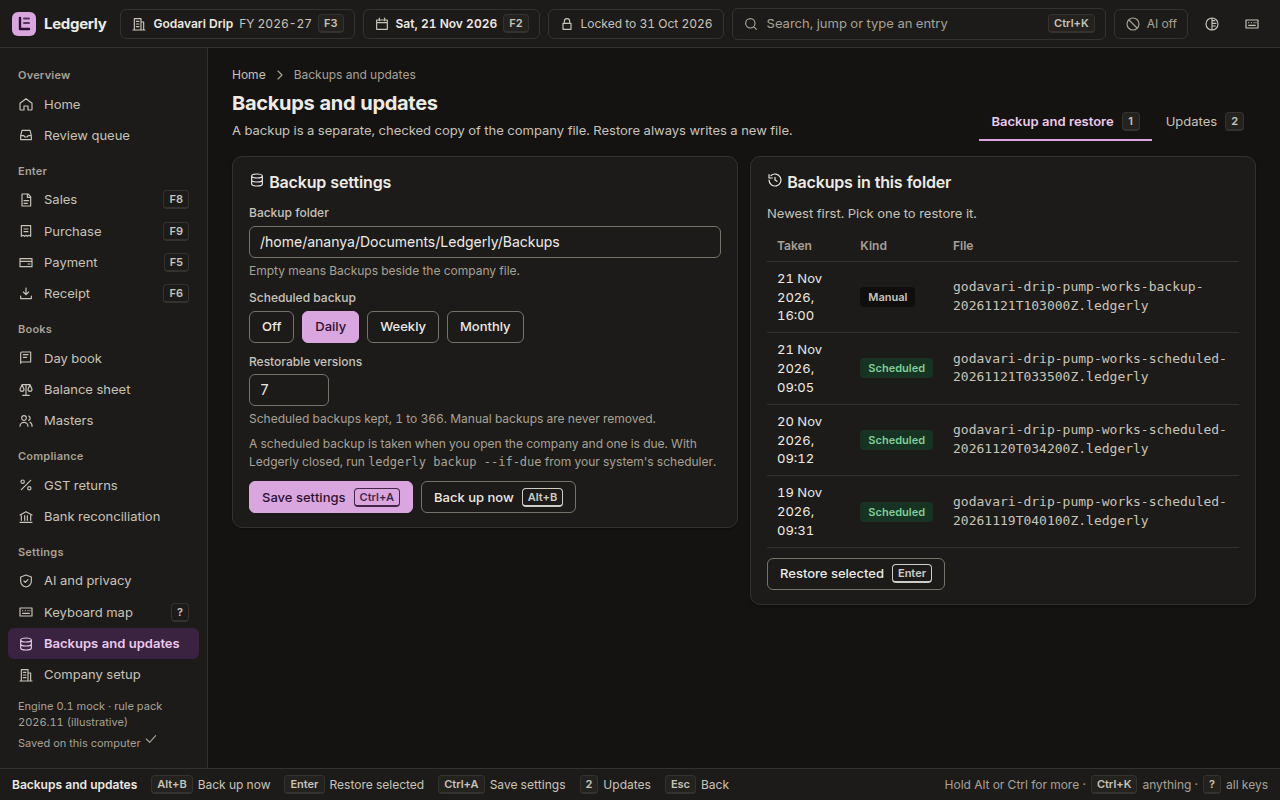 Ledgerly
Godavari Drip FY 2026-27 F3
Sat, 21 Nov 2026 F2
Locked to 31 Oct 2026
Search, jump or type an entry Ctrl+K
AI off
Overview
Home
Review queue
Enter
Sales F8
Purchase F9
Payment F5
Receipt F6
Books
Day book
Balance sheet
Masters
Compliance
GST returns
Bank reconciliation
Settings
AI and privacy
Keyboard map ?
Backups and updates
Company setup
Engine 0.1 mock · rule pack
2026.11 (illustrative)
Saved on this computer
Home > Backups and updates
Backups and updates
A backup is a separate, checked copy of the company file. Restore always writes a new file.
Backup and restore 1
Updates 2
Backup settings
Backup folder
/home/ananya/Documents/Ledgerly/Backups
Empty means Backups beside the company file.
Scheduled backup
Off Daily Weekly Monthly
Restorable versions
7
Scheduled backups kept, 1 to 366. Manual backups are never removed.
A scheduled backup is taken when you open the company and one is due. With
Ledgerly closed, run ledgerly backup --if-due from your system's scheduler.
Save settings Ctrl+A
Back up now Alt+B
Backups in this folder
Newest first. Pick one to restore it.
Taken Kind File
21 Nov
2026,
16:00
Manual
godavari-drip-pump-works-backup-
20261121T103000Z.ledgerly
21 Nov
2026,
09:05
Scheduled
godavari-drip-pump-works-scheduled-
20261121T033500Z.ledgerly
20 Nov
2026,
09:12
Scheduled
godavari-drip-pump-works-scheduled-
20261120T034200Z.ledgerly
19 Nov
2026,
09:31
Scheduled
godavari-drip-pump-works-scheduled-
20261119T040100Z.ledgerly
Restore selected Enter
Backups and updates Alt+B Back up now Enter Restore selected Ctrl+A Save settings 2 Updates Esc Back
Hold Alt or Ctrl for more · Ctrl+K anything · ? all keys